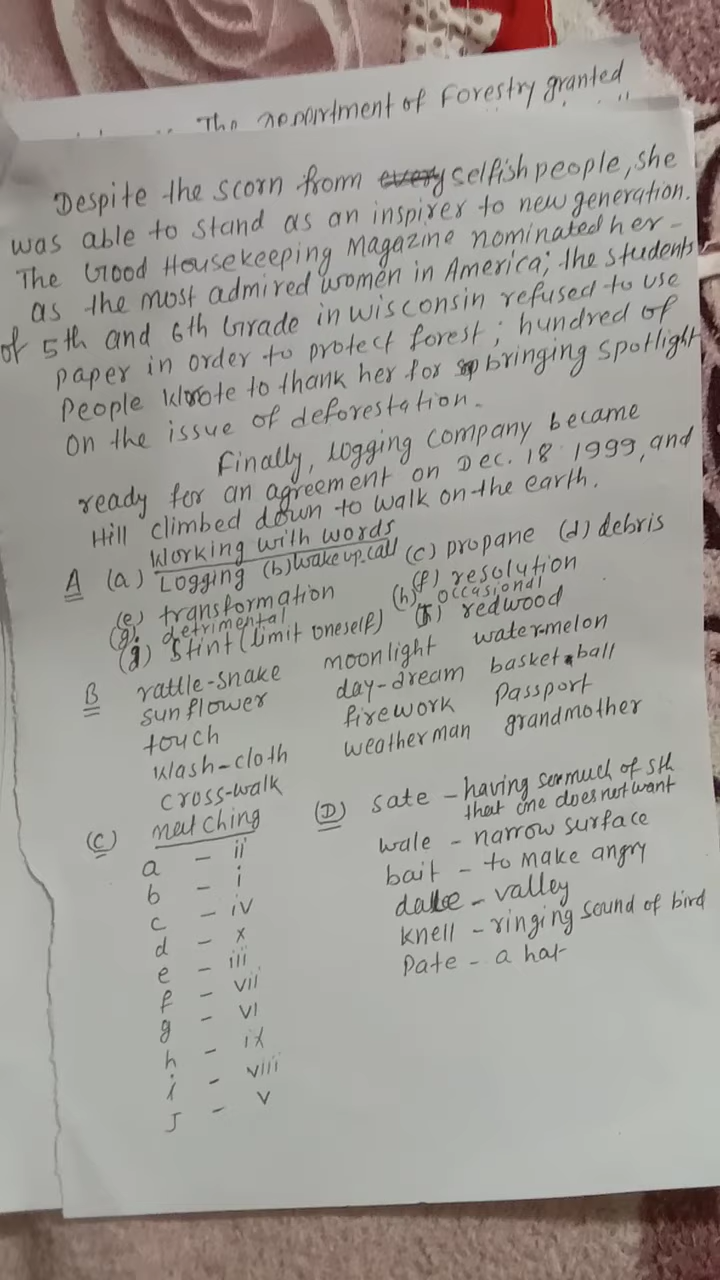 The Department of Forestry granted
Despite the scorn from every selfish people, she
was able to stand as an inspirer to new generation.
The Good Housekeeping Magazine nominated her -
as the most admired women in America; the students
of 5th and 6th Grade in Wisconsin refused to use
paper in order to protect forest; hundred of
people wrote to thank her for bringing spotlight
on the issue of deforestation.
Finally, logging company became
ready for an agreement on Dec. 18 1999, and
Hill climbed down to walk on the earth.
Working with words
A (a) Logging (b) wake up call (c) propane (d) debris
(e) transformation (f) resolution
(g) detrimental (h) occasional
(g) stint (limit oneself) (h) redwood
B rattle-snake moonlight water-melon
sunflower day-dream basket ball
touch firework passport
wash-cloth weatherman grandmother
cross-walk
(C) matching
a - ii
b - i
c - iv
d - x
e - iii
f - vii
g - vi
h - ix
i - viii
J - v
(D) sate - having so much of sth
that one does not want
wale - narrow surface
bait - to make angry
dale - valley
knell - ringing sound of bird
Pate - a hat